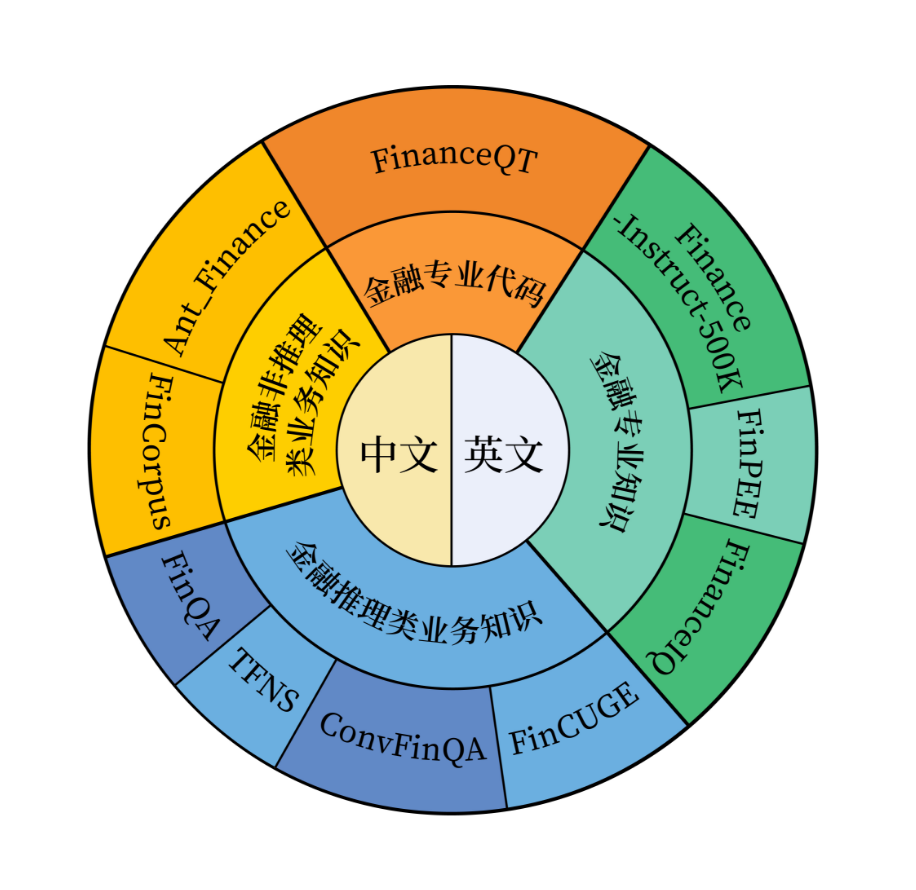 FinanceQT
金融专业代码
Finance
-Instruct-500K
FinPEE
FinanceIQ
金融专业知识
FinCUGE
ConvFinQA
TFNS
FinQA
金融推理类业务知识
FinCorpus
Ant_Finance
金融非推理
类业务知识
中文
英文